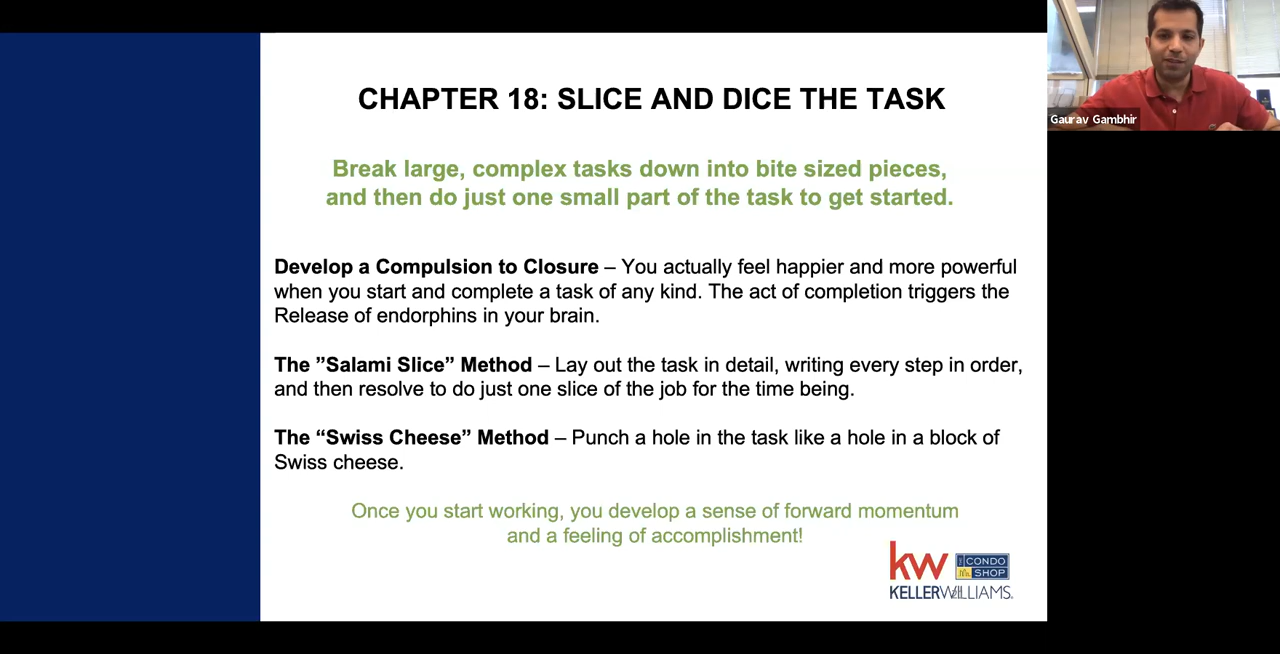 CHAPTER 18: SLICE AND DICE THE TASK
Break large, complex tasks down into bite sized pieces,
and then do just one small part of the task to get started.
Develop a Compulsion to Closure – You actually feel happier and more powerful
when you start and complete a task of any kind. The act of completion triggers the
Release of endorphins in your brain.
The ”Salami Slice” Method – Lay out the task in detail, writing every step in order,
and then resolve to do just one slice of the job for the time being.
The “Swiss Cheese” Method – Punch a hole in the task like a hole in a block of
Swiss cheese.
Once you start working, you develop a sense of forward momentum
and a feeling of accomplishment!
kw
CONDO
SHOP
KELLERWILLIAMS.
Gaurav Gambhir